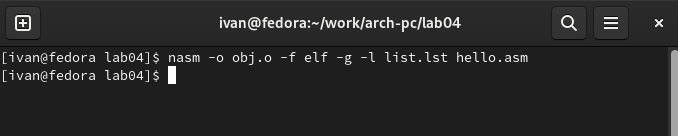 ivan@fedora:~/work/arch-pc/lab04
[ivan@fedora lab04]$ nasm -o obj.o -f elf -g -l list.lst hello.asm
[ivan@fedora lab04]$